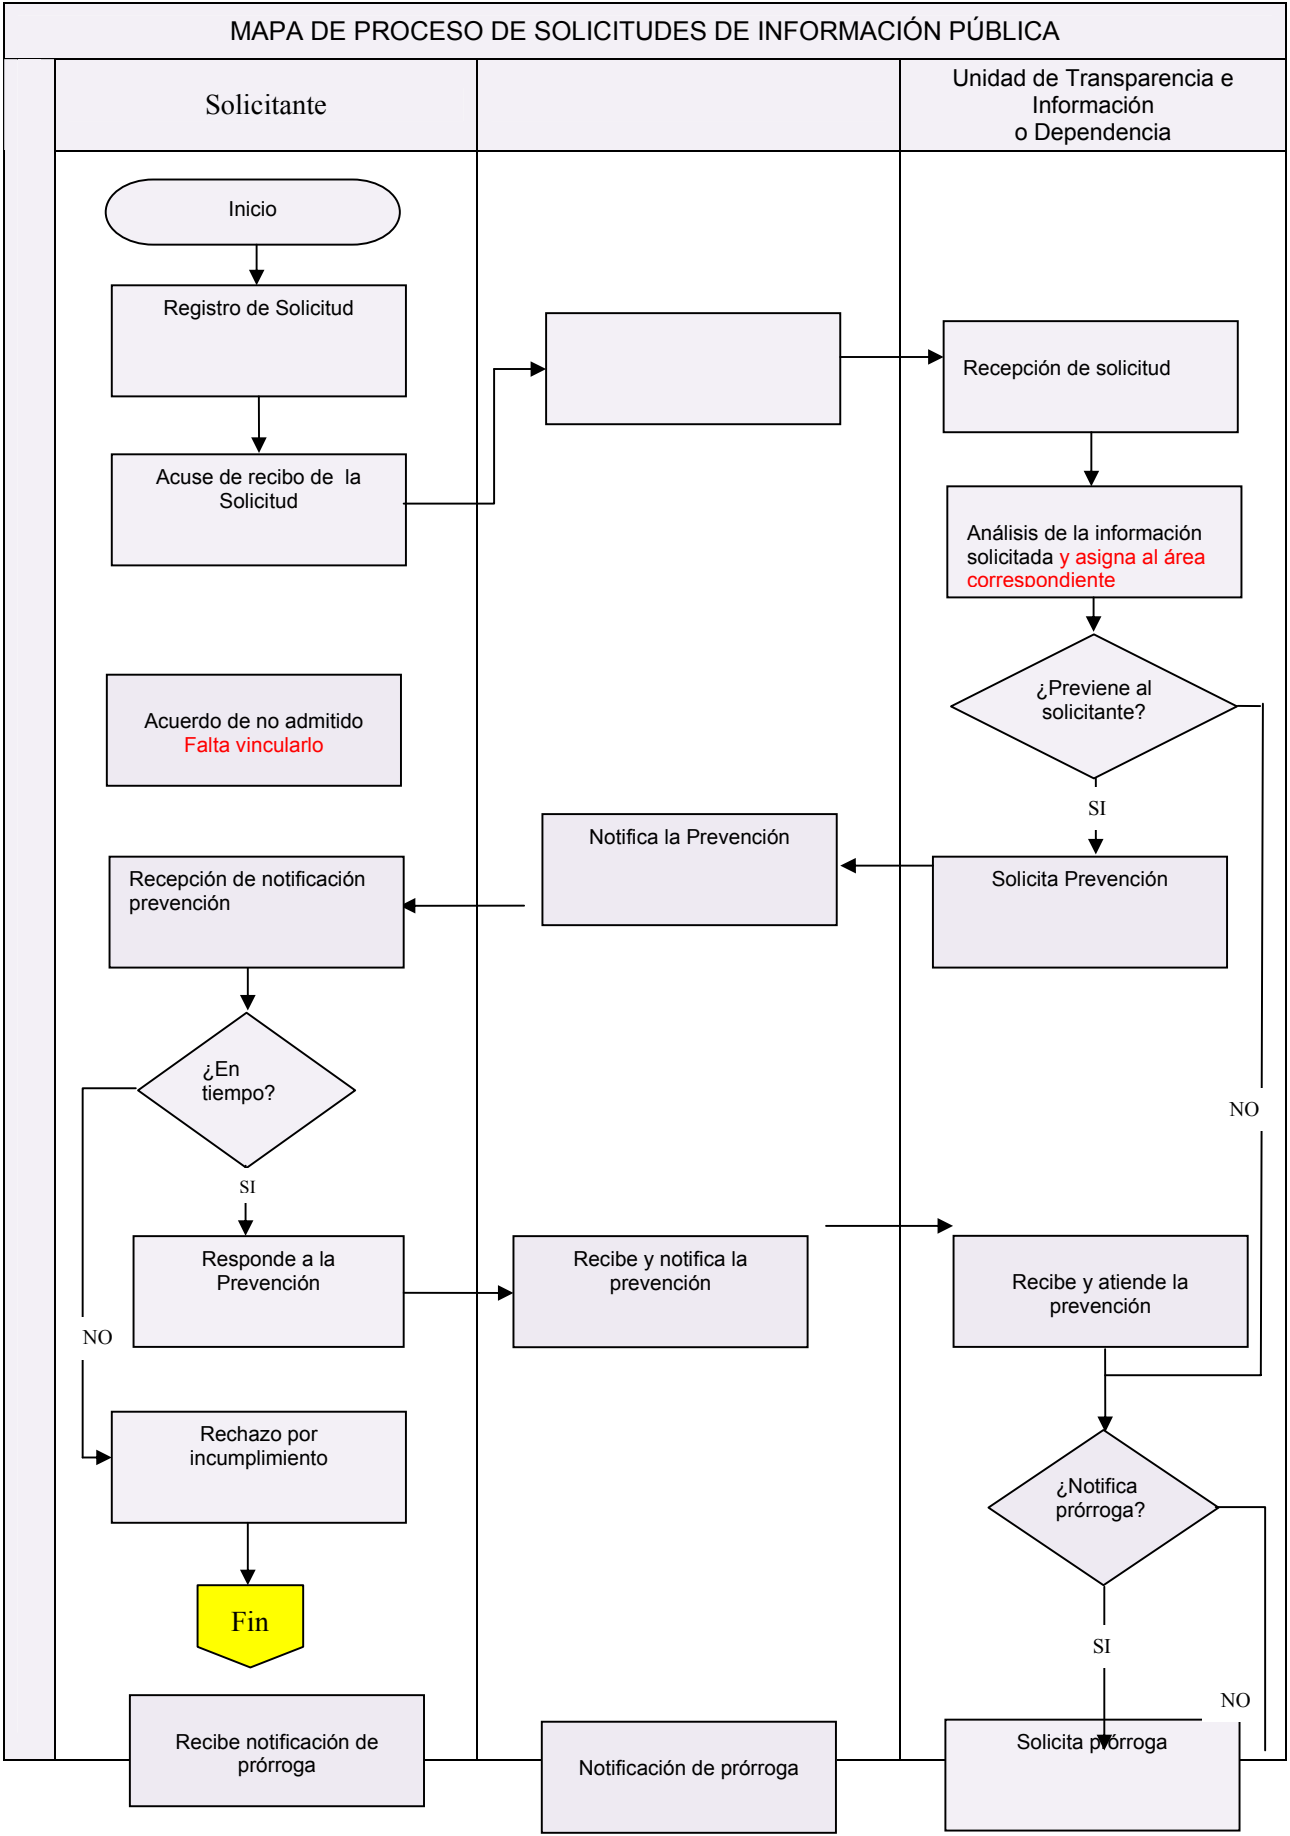 MAPA DE PROCESO DE SOLICITUDES DE INFORMACIÓN PÚBLICA
Solicitante
Unidad de Transparencia e
Información
o Dependencia
Inicio
Registro de Solicitud
Recepción de solicitud
Acuse de recibo de la
Solicitud
Análisis de la información
solicitada y asigna al área
correspondiente
Acuerdo de no admitido
Falta vincularlo
¿Previene al
solicitante?
SI
Notifica la Prevención
Recepción de notificación
prevención
Solicita Prevención
¿En
tiempo?
NO
SI
Responde a la
Prevención
Recibe y notifica la
prevención
Recibe y atiende la
prevención
NO
Rechazo por
incumplimiento
¿Notifica
prórroga?
Fin
SI
NO
Recibe notificación de
prórroga
Notificación de prórroga
Solicita prórroga